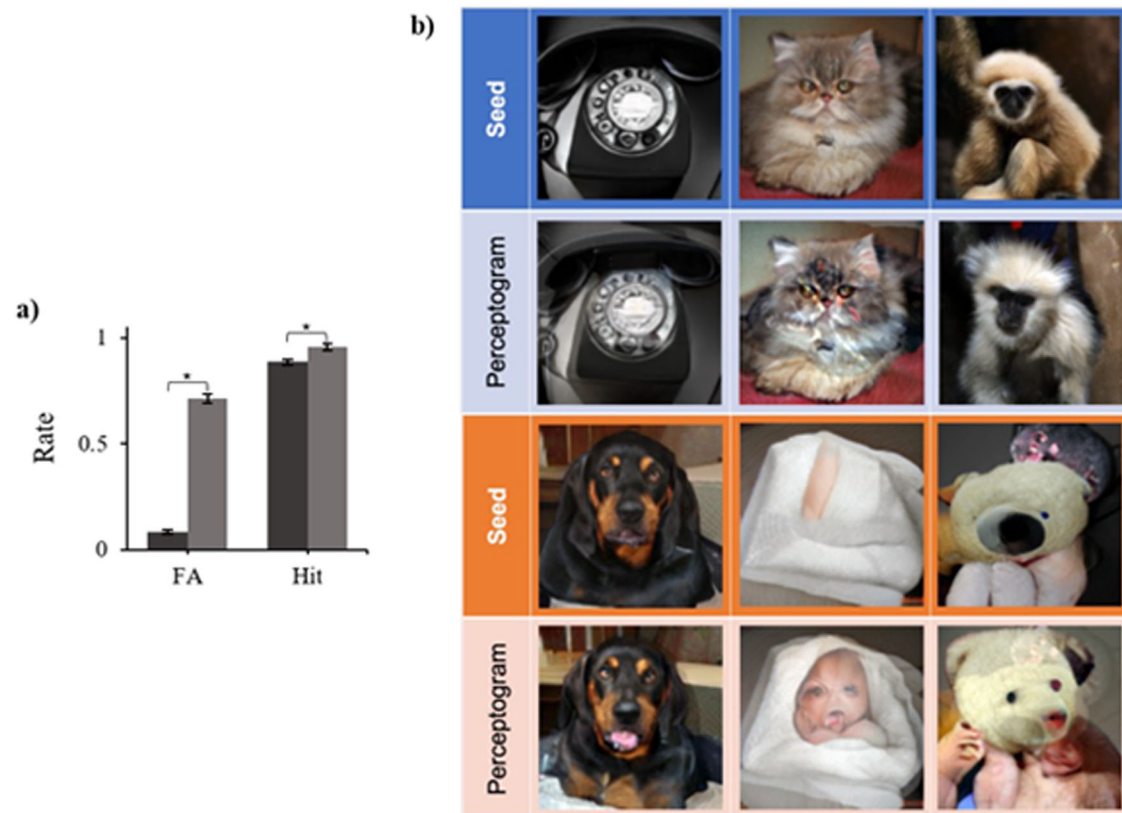 a)
1
0.5
0
Rate
*
*
FA
Hit
b)
Seed
Perceptogram
Seed
Perceptogram